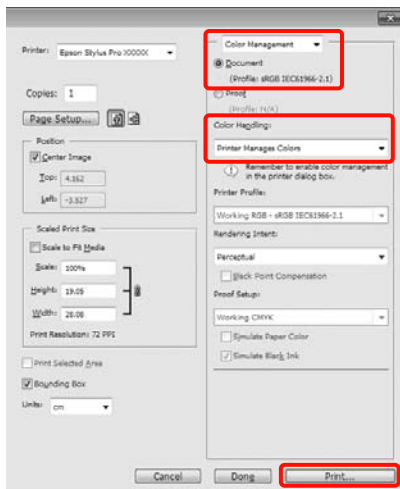 Printer: Epson Stylus Pro XXXXX
Copies: 1
Page Setup...
Position
Center Image
Top: 4.162
Left: -3.527
Scaled Print Size
Scale to Fit Media
Scale: 100%
Height: 19.05
Width: 28.08
Print Resolution: 72 PPI
Print Selected Area
Bounding Box
Units: cm
Color Management
Document
(Profile: sRGB IEC61966-2.1)
Proof
(Profile: N/A)
Color Handling:
Printer Manages Colors
Remember to enable color management
in the printer dialog box.
Printer Profile:
Working RGB - sRGB IEC61966-2.1
Rendering Intent:
Perceptual
Black Point Compensation
Proof Setup:
Working CMYK
Simulate Paper Color
Simulate Black Ink
Cancel
Done
Print...